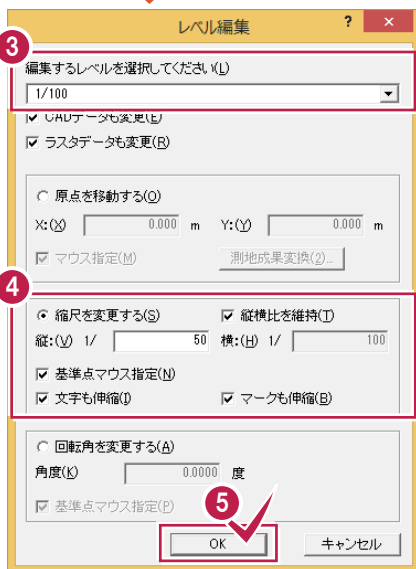 レベル編集 ? ×
3
編集するレベルを選択してください(L)
1/100
CADデータも変更(E)
ラスタデータも変更(R)
原点を移動する(O)
X:(X) 0.000 m Y:(Y) 0.000 m
マウス指定(M) 測地成果変換(2)...
4
縮尺を変更する(S) 縦横比を維持(T)
縦:(V) 1/ 50 横:(H) 1/ 100
基準点マウス指定(N)
文字も伸縮(I) マークも伸縮(B)
回転角を変更する(A)
角度(K) 0.0000 度
基準点マウス指定(P)
5
OK キャンセル